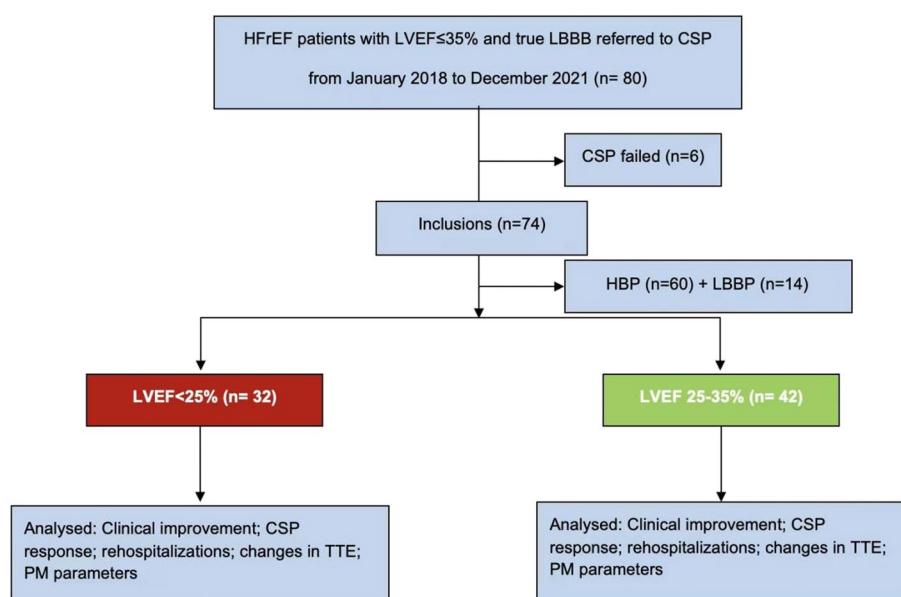 HFrEF patients with LVEF≤35% and true LBBB referred to CSP
from January 2018 to December 2021 (n= 80)
CSP failed (n=6)
Inclusions (n=74)
HBP (n=60) + LBBP (n=14)
LVEF<25% (n= 32)
LVEF 25-35% (n= 42)
Analysed: Clinical improvement; CSP
response; rehospitalizations; changes in TTE;
PM parameters
Analysed: Clinical improvement; CSP
response; rehospitalizations; changes in TTE;
PM parameters